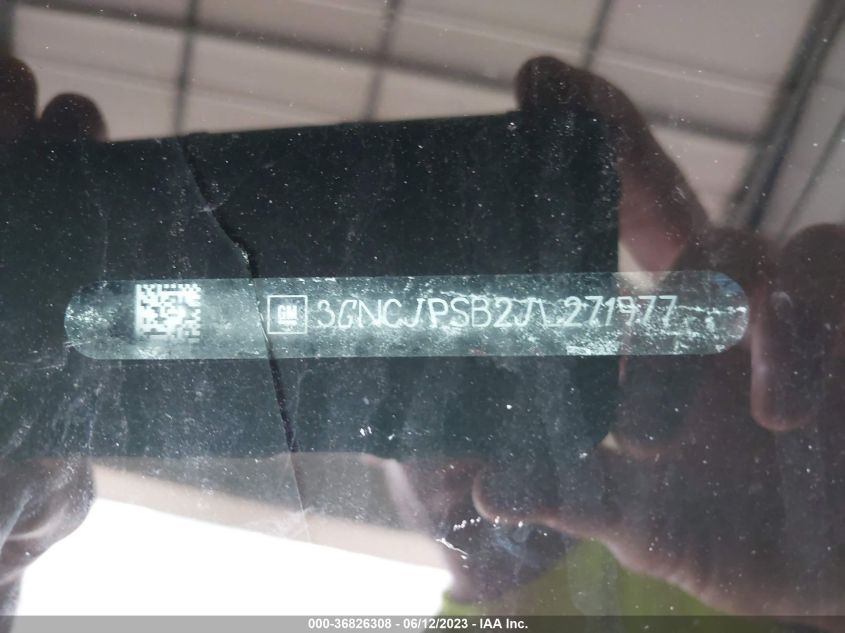 GM
3GNCJPSB2JL271977
000-36826308 - 06/12/2023 - IAA Inc.